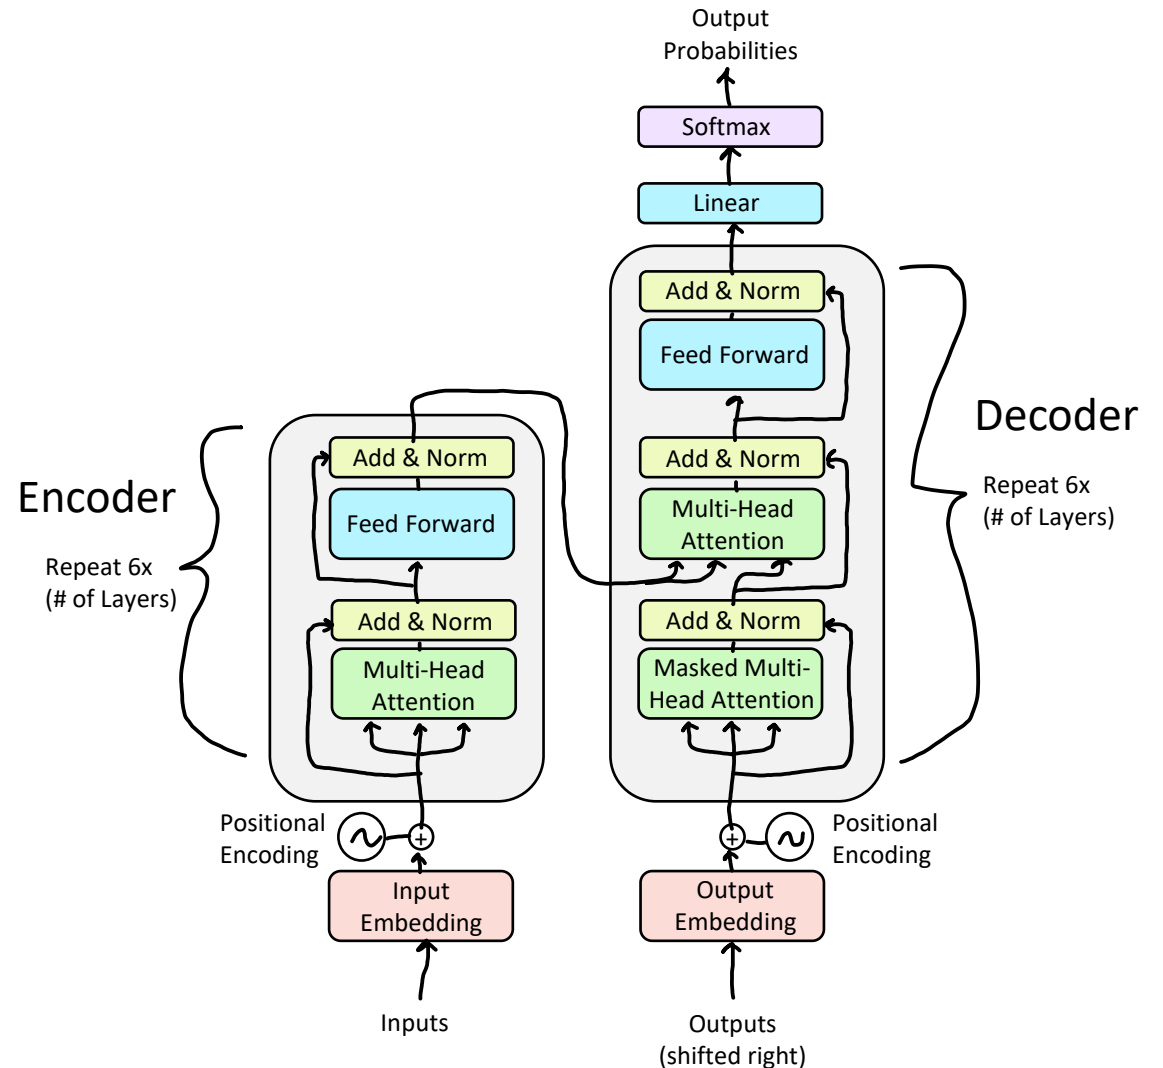 Output
Probabilities
Softmax
Linear
Add & Norm
Feed Forward
Add & Norm
Multi-Head
Attention
Add & Norm
Masked Multi-
Head Attention
Decoder
Repeat 6x
(# of Layers)
Encoder
Repeat 6x
(# of Layers)
Add & Norm
Feed Forward
Add & Norm
Multi-Head
Attention
Positional
Encoding
+
Input
Embedding
Inputs
+
Positional
Encoding
Output
Embedding
Outputs
(shifted right)